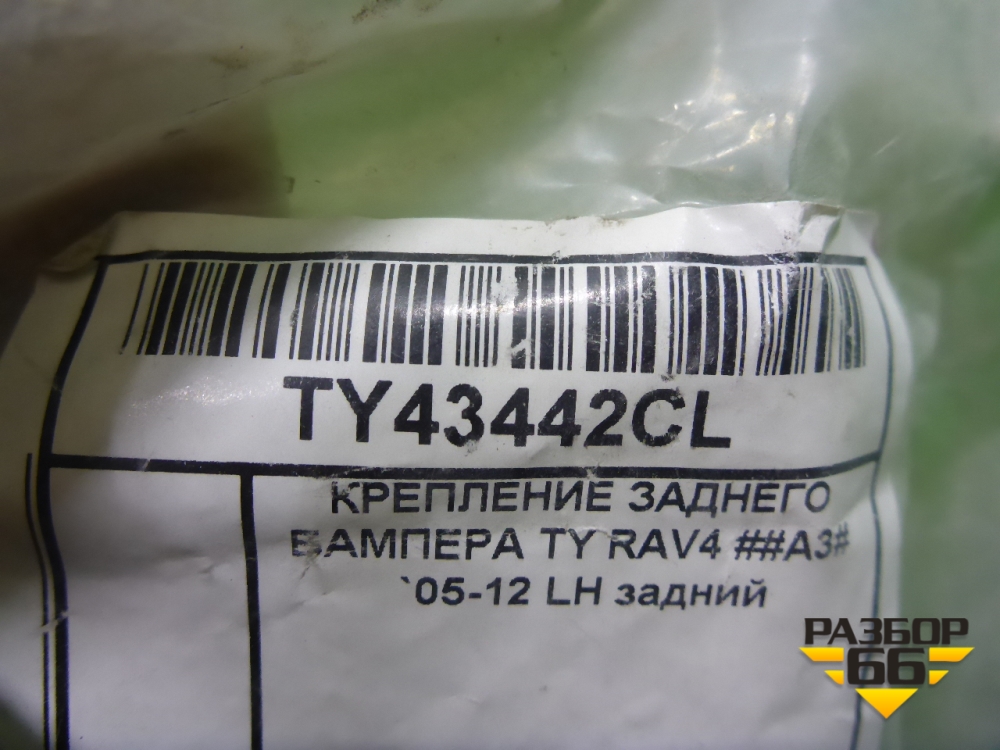 TY43442CL
КРЕПЛЕНИЕ ЗАДНЕГО
БАМПЕРА TY RAV4 ##A3#
`05-12 LH задний
РАЗБОР
66